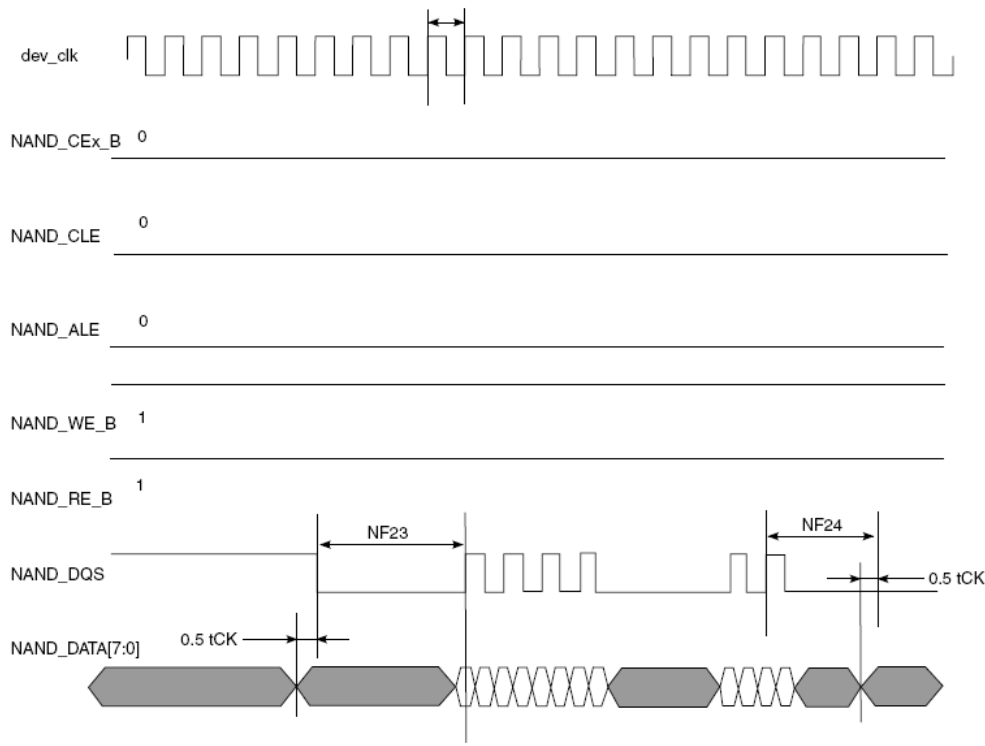 dev_clk
NAND_CEx_B 0
NAND_CLE 0
NAND_ALE 0
NAND_WE_B 1
NAND_RE_B 1
NF23 NF24
NAND_DQS 0.5 tCK
0.5 tCK
NAND_DATA[7:0]